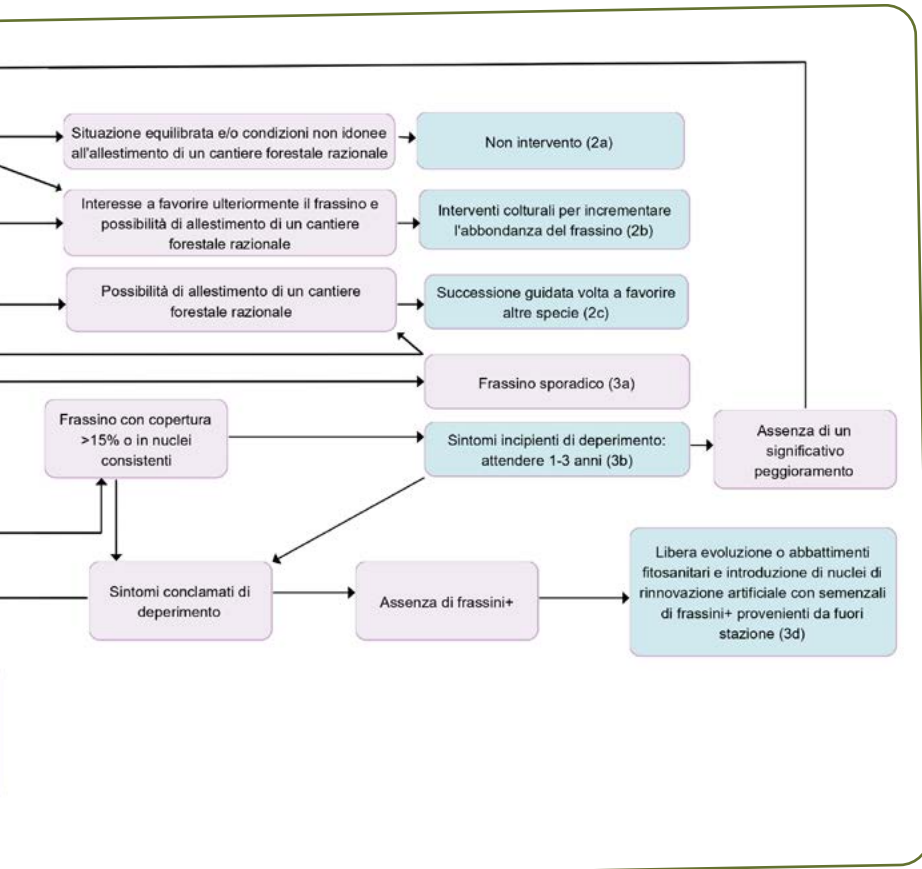 Situazione equilibrata e/o condizioni non idonee
all'allestimento di un cantiere forestale razionale
Non intervento (2a)
Interesse a favorire ulteriormente il frassino e
possibilità di allestimento di un cantiere
forestale razionale
Interventi colturali per incrementare
l'abbondanza del frassino (2b)
Possibilità di allestimento di un cantiere
forestale razionale
Successione guidata volta a favorire
altre specie (2c)
Frassino sporadico (3a)
Frassino con copertura
>15% o in nuclei
consistenti
Sintomi incipienti di deperimento:
attendere 1-3 anni (3b)
Assenza di un
significativo
peggioramento
Sintomi conclamati di
deperimento
Assenza di frassini+
Libera evoluzione o abbattimenti
fitosanitari e introduzione di nuclei di
rinnovazione artificiale con semenzali
di frassini+ provenienti da fuori
stazione (3d)